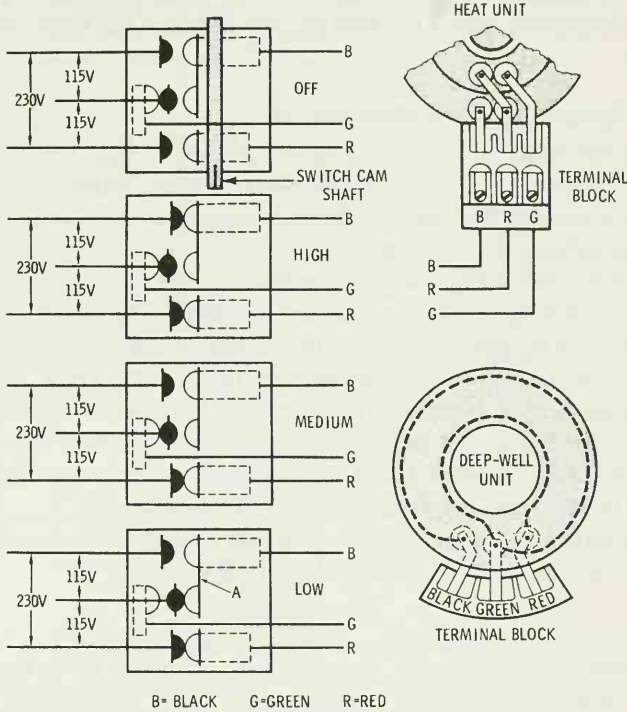 B
115V
OFF
230V
G
115V
R
SWITCH CAM
SHAFT
B
115V
HIGH
230V
G
115V
R
B
MEDIUM
115V
230V
G
115V
R
B
115V
A
LOW
230V
G
115V
R
HEAT UNIT
TERMINAL
BLOCK
B R G
B
R
G
DEEP-WELL
UNIT
BLACK GREEN RED
TERMINAL BLOCK
B= BLACK G=GREEN R=RED